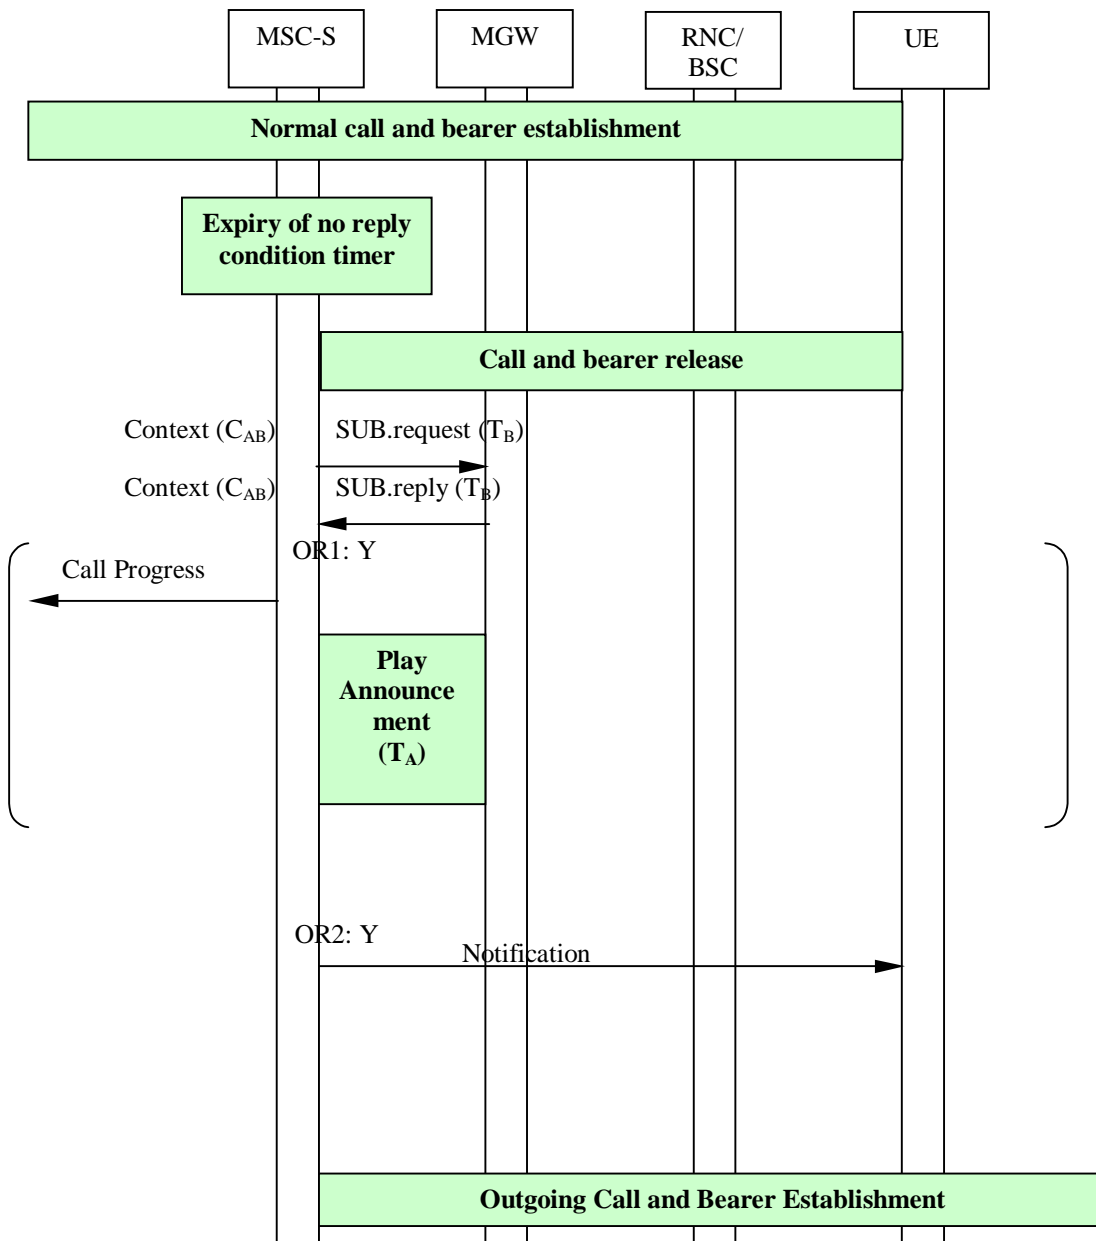 MSC-S
MGW
RNC/
BSC
UE
Normal call and bearer establishment
Expiry of no reply
condition timer
Call and bearer release
Context (CAB) SUB.request (TB)
Context (CAB) SUB.reply (TB)
OR1: Y
Call Progress
Play
Announce
ment
(TA)
OR2: Y
Notification
Outgoing Call and Bearer Establishment